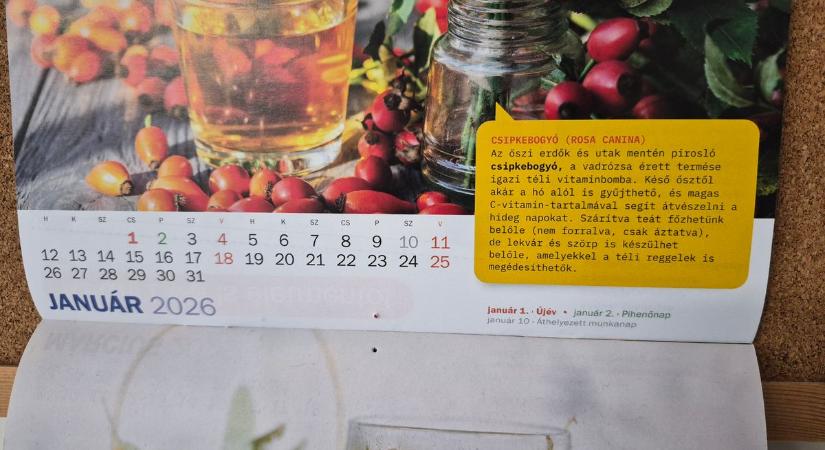 CSIPKEBOGYÓ (ROSA CANINA)
Az őszi erdők és utak mentén pirosló
csipkebogyó, a vadrózsa érett termése
igazi téli vitaminbomba. Késő ősztől
akár a hó alól is gyűjthető, és magas
C-vitamin-tartalmával segít átvészelni a
hideg napokat. Szárítva teát főzhetünk
belőle (nem forralva, csak áztatva),
de lekvár és szörp is készülhet
belőle, amelyekkel a téli reggelek is
megédesíthetők.
H K SZ CS P SZ V H K SZ CS P SZ V
1 2 3 4 5 6 7 8 9 10 11
12 13 14 15 16 17 18 19 20 21 22 23 24 25
26 27 28 29 30 31
JANUÁR 2026
január 1. · Újév • január 2. · Pihenőnap
január 10 · Áthelyezett munkanap